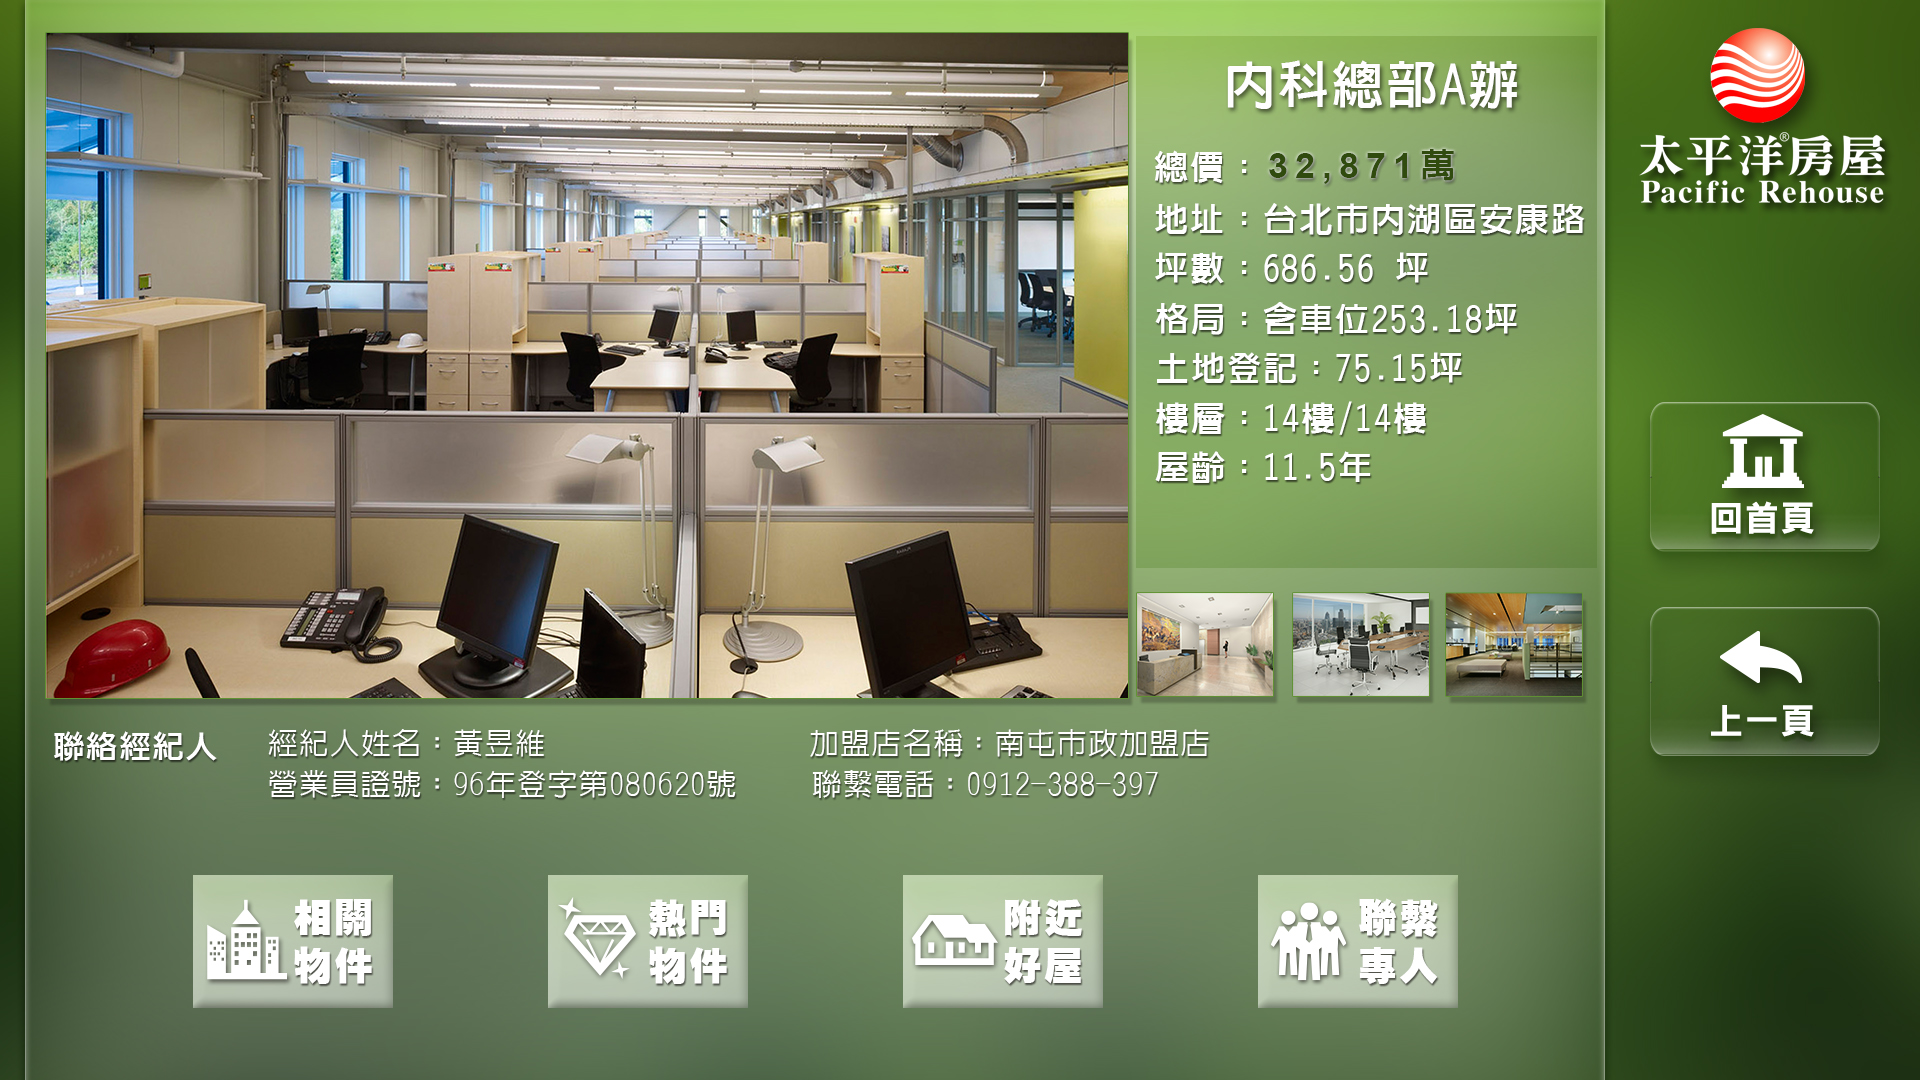 内科總部A辦
總價：32,871萬
地址：台北市内湖區安康路
坪數：686.56 坪
格局：含車位253.18坪
土地登記：75.15坪
樓層：14樓/14樓
屋齡：11.5年
太平洋房屋®
Pacific Rehouse
回首頁
上一頁
聯絡經紀人
經紀人姓名：黃昱維
營業員證號：96年登字第080620號
加盟店名稱：南屯市政加盟店
聯繫電話：0912-388-397
相關
物件
熱門
物件
附近
好屋
聯繫
專人